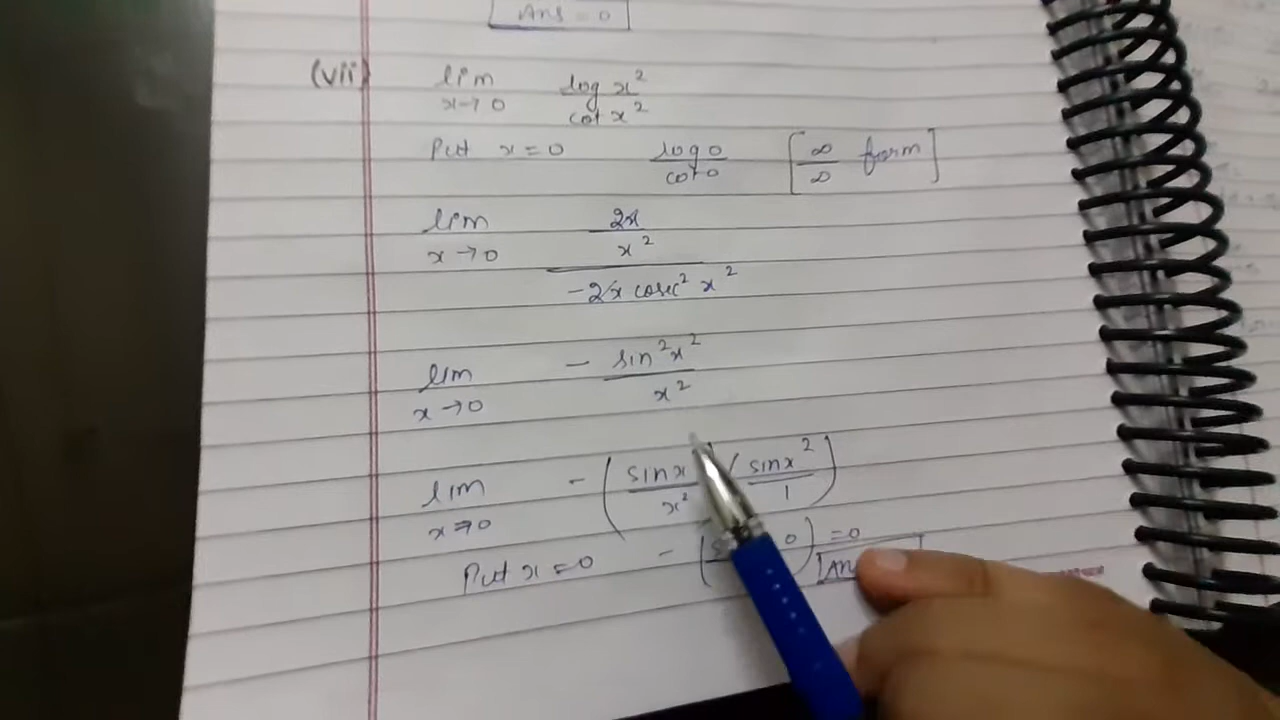 Ans = 0
(vii) lim x→0 log x² / cot x²
Put x = 0 log 0 / cot 0 [∞/∞ form]
lim x→0 2x / x² / -2x cosec² x²
lim x→0 - sin² x² / x²
lim x→0 - (sin x / x²) (sin x² / 1)
Put x = 0 - ( 0) = 0